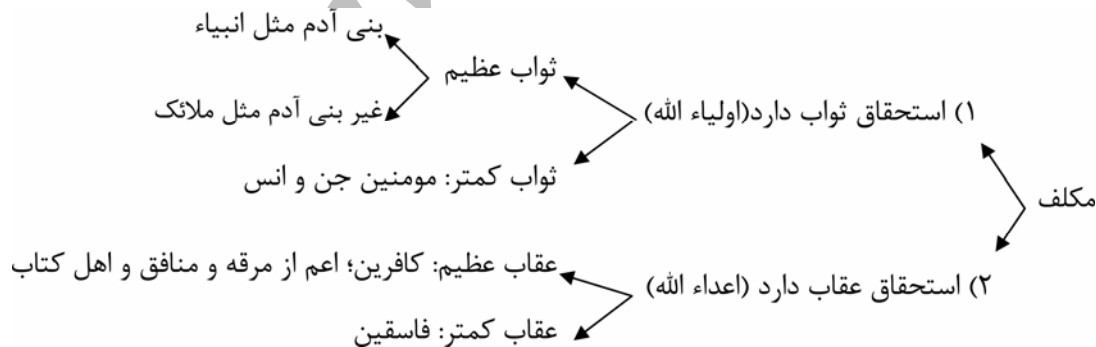 بنی آدم مثل انبیاء
ثواب عظیم
غیر بنی آدم مثل ملائک
۱) استحقاق ثواب دارد(اولیاء الله)
ثواب کمتر: مومنین جن و انس
مکلف
عقاب عظیم: کافرین؛ اعم از مرقه و منافق و اهل کتاب
۲) استحقاق عقاب دارد (اعداء الله)
عقاب کمتر: فاسقین